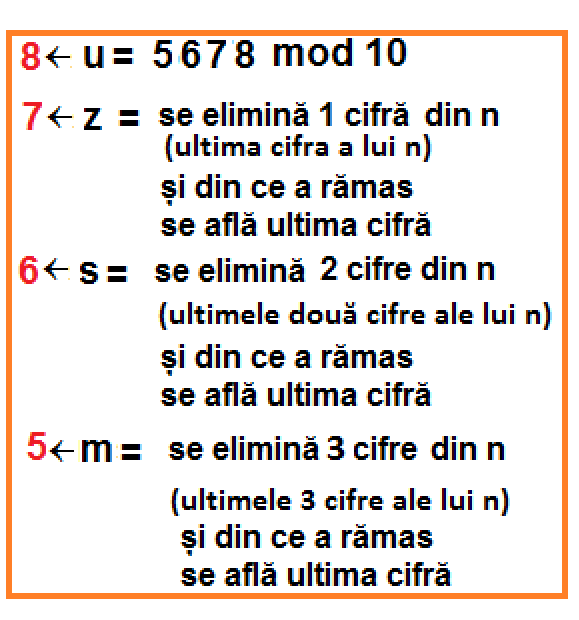 8← u = 5678 mod 10
7← z = se elimină 1 cifră din n
(ultima cifra a lui n)
și din ce a rămas
se află ultima cifră
6← s = se elimină 2 cifre din n
(ultimele două cifre ale lui n)
și din ce a rămas
se află ultima cifră
5← m = se elimină 3 cifre din n
(ultimele 3 cifre ale lui n)
și din ce a rămas
se află ultima cifră